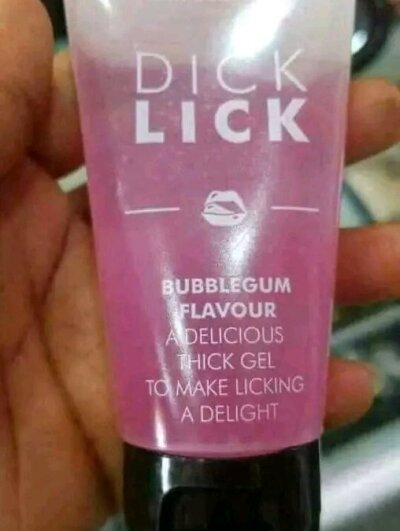 DICK
LICK
BUBBLEGUM
FLAVOUR
A DELICIOUS
THICK GEL
TO MAKE LICKING
A DELIGHT